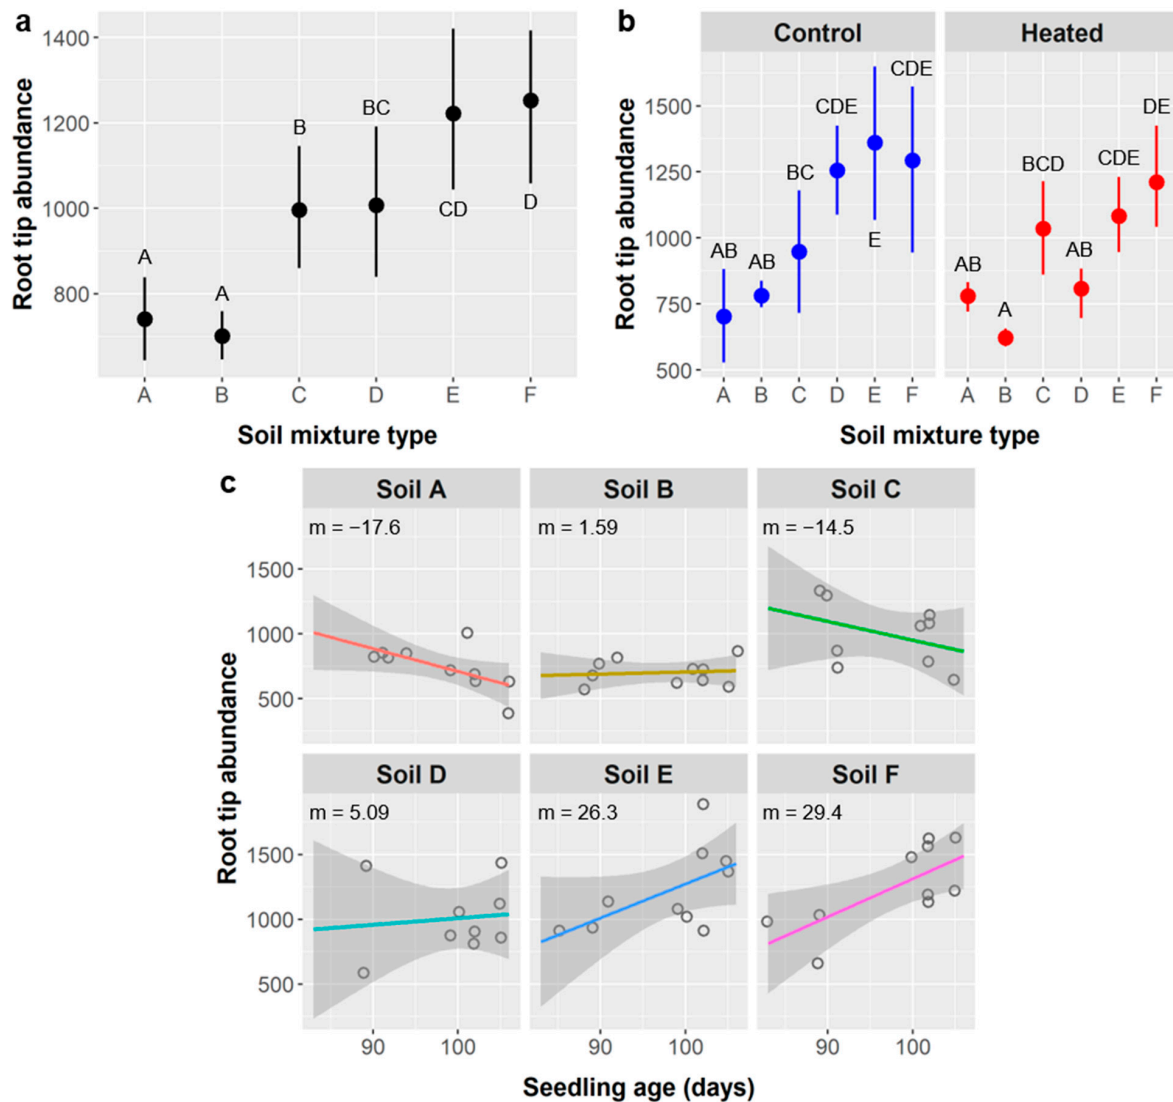 a
Root tip abundance
1400
1200
1000
800
A
A
B
BC
CD
D
A B C D E F
Soil mixture type
b
Control Heated
Root tip abundance
1500
1250
1000
750
500
AB
AB
BC
CDE
E
CDE
AB
A
BCD
AB
CDE
DE
A B C D E F A B C D E F
Soil mixture type
c
Root tip abundance
Soil A Soil B Soil C
m = −17.6 m = 1.59 m = −14.5
1500
1000
500
Soil D Soil E Soil F
m = 5.09 m = 26.3 m = 29.4
1500
1000
500
90 100 90 100 90 100
Seedling age (days)